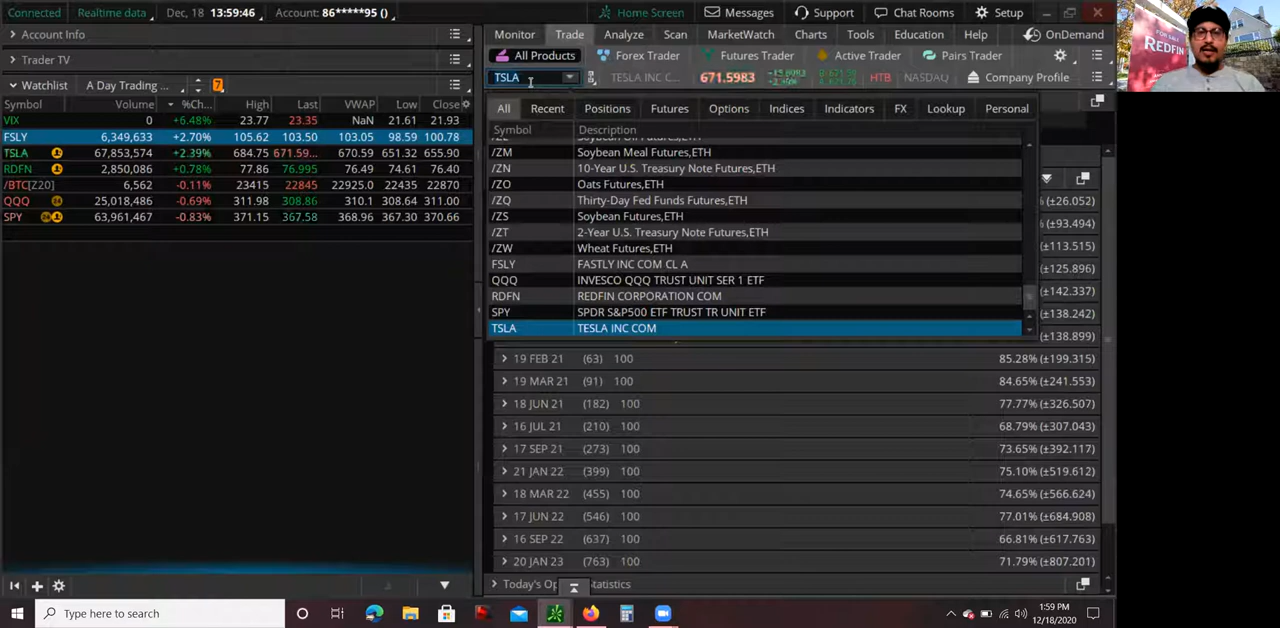 Connected Realtime data Dec, 18 13:59:46 Account: 86*****95 () Home Screen Messages Support Chat Rooms Setup
Account Info
Trader TV
Watchlist A Day Trading ... 7
Symbol Volume %Ch... High Last VWAP Low Close
VIX 0 +6.48% 23.77 23.35 NaN 21.61 21.93
FSLY 6,349,633 +2.70% 105.62 103.50 103.05 98.59 100.78
TSLA 67,853,574 +2.39% 684.75 671.59... 670.59 651.32 655.90
RDFN 2,850,086 +0.78% 77.86 76.995 76.49 74.61 76.40
/BTC[Z20] 6,562 -0.11% 23415 22845 22925.0 22435 22870
QQQ 25,018,486 -0.69% 311.98 308.86 310.1 308.64 311.00
SPY 63,961,467 -0.83% 371.15 367.58 368.96 367.30 370.66
Monitor Trade Analyze Scan MarketWatch Charts Tools Education Help OnDemand
All Products Forex Trader Futures Trader Active Trader Pairs Trader
TSLA TESLA INC C... 671.5983 HTB NASDAQ Company Profile
All Recent Positions Futures Options Indices Indicators FX Lookup Personal
Symbol Description
/ZM Soybean Meal Futures,ETH
/ZN 10-Year U.S. Treasury Note Futures,ETH
/ZO Oats Futures,ETH
/ZQ Thirty-Day Fed Funds Futures,ETH
/ZS Soybean Futures,ETH
/ZT 2-Year U.S. Treasury Note Futures,ETH
/ZW Wheat Futures,ETH
FSLY FASTLY INC COM CL A
QQQ INVESCO QQQ TRUST UNIT SER 1 ETF
RDFN REDFIN CORPORATION COM
SPY SPDR S&P500 ETF TRUST TR UNIT ETF
TSLA TESLA INC COM
% (±26.052)
% (±93.494)
(±113.515)
(±125.896)
(±142.337)
(±138.242)
(±138.899)
19 FEB 21 (63) 100 85.28% (±199.315)
19 MAR 21 (91) 100 84.65% (±241.553)
18 JUN 21 (182) 100 77.77% (±326.507)
16 JUL 21 (210) 100 68.79% (±307.043)
17 SEP 21 (273) 100 73.65% (±392.117)
21 JAN 22 (399) 100 75.10% (±519.612)
18 MAR 22 (455) 100 74.65% (±566.624)
17 JUN 22 (546) 100 77.01% (±684.908)
16 SEP 22 (637) 100 66.81% (±617.763)
20 JAN 23 (763) 100 71.79% (±807.201)
Today's Op tatistics
Type here to search
1:59 PM
12/18/2020
FOR SALE
REDFIN